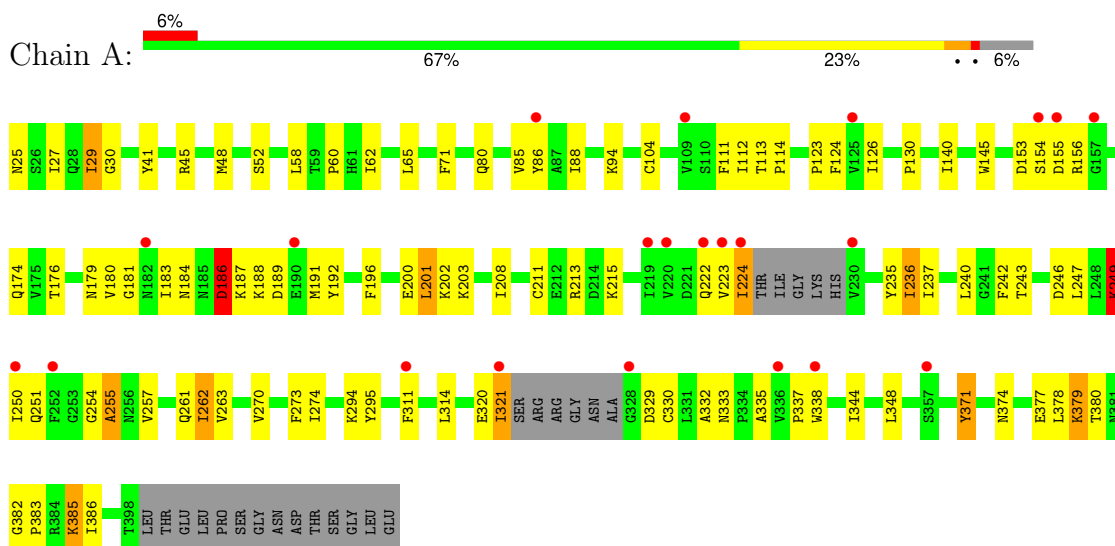 6%
Chain A:
67% 23% • • 6%
N25 S26 I27 Q28 I29 G30 Y41 R45 M48 S52 L58 T59 P60 H61 I62 L65 F71 Q80 V85 Y86 A87 I88 K94 C104 V109 S110 F111 I112 T113 P114 P123 F124 V125 I126 P130 I140 W145 D153 S154 D155 R156 G157
Q174 V175 T176 N179 V180 G181 N182 I183 N184 N185 D186 K187 K188 D189 E190 M191 Y192 F196 E200 L201 K202 K203 I208 C211 E212 R213 D214 K215 I219 V220 D221 Q222 V223 I224 THR ILE GLY LYS HIS V230 Y235 I236 I237 L240 G241 F242 T243 D246 L247 L248 K249
I250 Q251 F252 G253 G254 A255 N256 V257 Q261 I262 V263 V270 F273 I274 K294 Y295 F311 L314 E320 I321 SER ARG ARG GLY ASN ALA G328 D329 C330 L331 A332 N333 P334 A335 V336 P337 W338 I344 L348 S357 Y371 N374 E377 L378 K379 T380 N381
G382 P383 R384 K385 I386 T398 LEU THR GLU LEU PRO SER GLY ASN ASP THR SER GLY LEU GLU